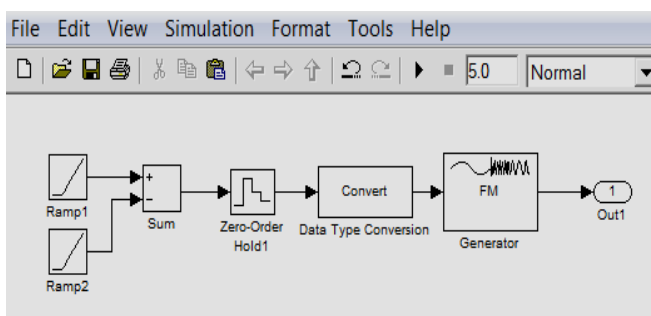 File Edit View Simulation Format Tools Help
5.0 Normal
Ramp1
Ramp2
+
−
Sum
Zero-Order
Hold1
Convert
Data Type Conversion
FM
Generator
1
Out1